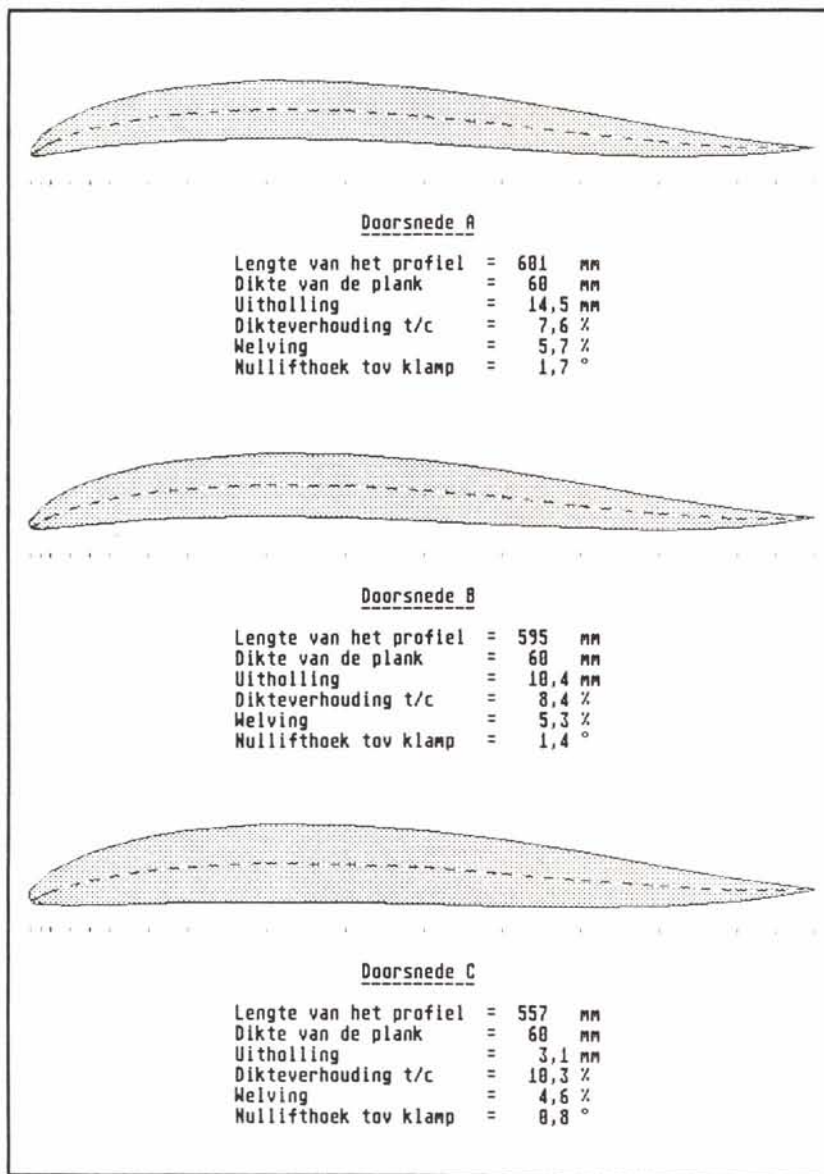 Doorsnede A
Lengte van het profiel = 601 mm
Dikte van de plank = 60 mm
Uitholling = 14,5 mm
Dikteverhouding t/c = 7,6 %
Welving = 5,7 %
Nullifthoek tov klamp = 1,7 °
Doorsnede B
Lengte van het profiel = 595 mm
Dikte van de plank = 60 mm
Uitholling = 10,4 mm
Dikteverhouding t/c = 8,4 %
Welving = 5,3 %
Nullifthoek tov klamp = 1,4 °
Doorsnede C
Lengte van het profiel = 557 mm
Dikte van de plank = 60 mm
Uitholling = 3,1 mm
Dikteverhouding t/c = 10,3 %
Welving = 4,6 %
Nullifthoek tov klamp = 0,8 °